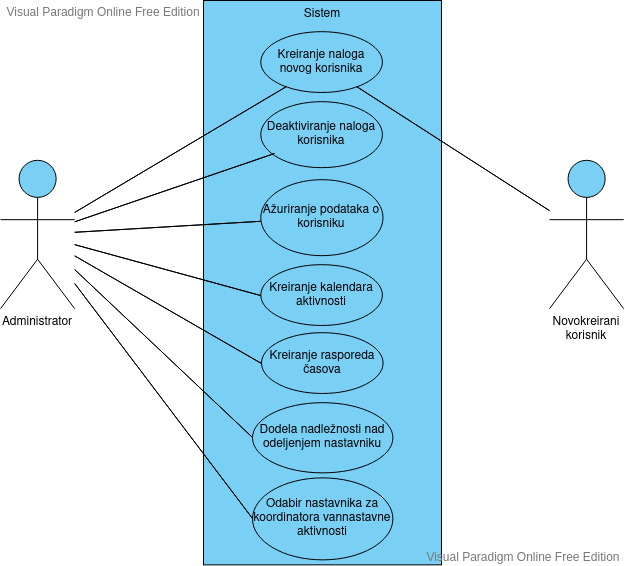 Visual Paradigm Online Free Edition
Sistem
Kreiranje naloga
novog korisnika
Deaktiviranje naloga
korisnika
Ažuriranje podataka o
korisniku
Kreiranje kalendara
aktivnosti
Kreiranje rasporeda
časova
Dodela nadležnosti nad
odeljenjem nastavniku
Odabir nastavnika za
koordinatora vannastavne
aktivnosti
Administrator
Novokreirani
korisnik
Visual Paradigm Online Free Edition